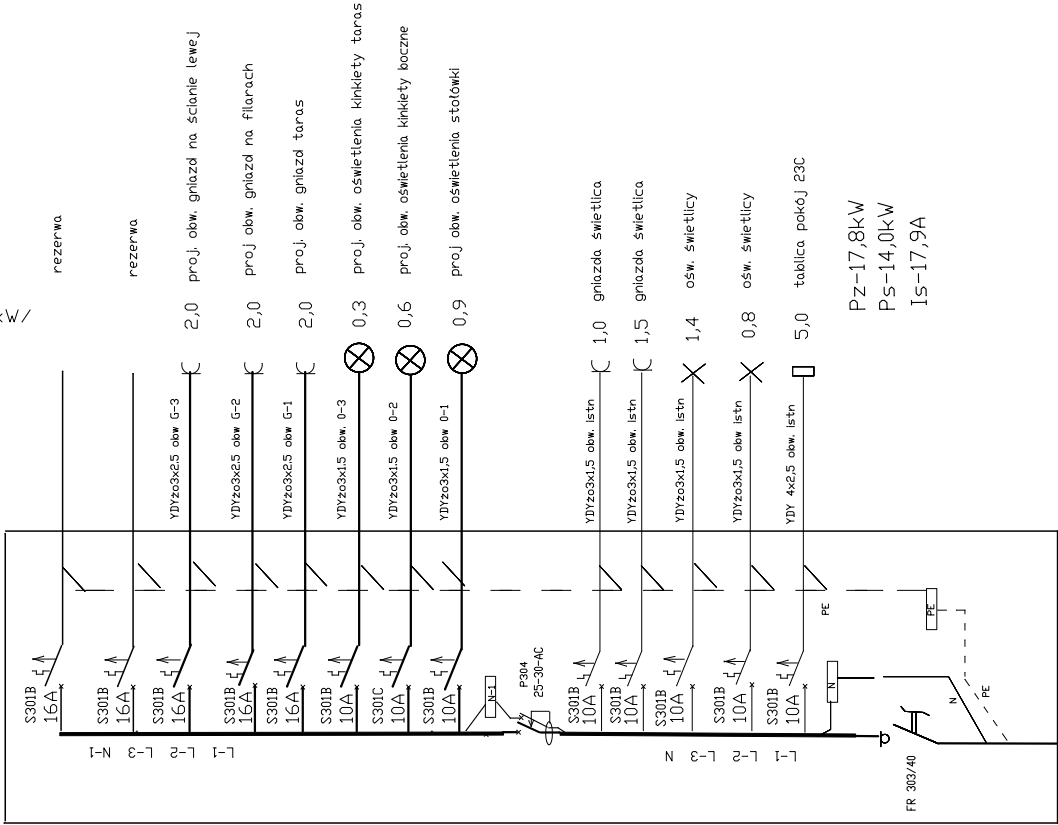 kW/
rezerwa
rezerwa
2,0 proj. obw. gniazd na ścianie lewej
2,0 proj obw. gniazd na filarach
2,0 proj. obw. gniazd taras
0,3 proj. obw. oświetlenia kinkiety taras
0,6 proj. obw. oświetlenia kinkiety boczne
0,9 proj obw. oświetlenia stołówki
1,0 gniazda świetlica
1,5 gniazda świetlica
1,4 ośw. świetlicy
0,8 ośw. świetlicy
5,0 tablica pokój 23C
Pz-17,8kW
Ps-14,0kW
Is-17,9A
YDYżo3x2.5 obw G-3
YDYżo3x2.5 obw G-2
YDYżo3x2.5 obw G-1
YDYżo3x1.5 obw. O-3
YDYżo3x1.5 obw O-2
YDYżo3x1,5 obw O-1
YDYżo3x1,5 obw. istn
YDYżo3x1,5 obw. istn
YDYżo3x1,5 obw. istn
YDYżo3x1,5 obw istn
YDY 4x2,5 obw. istn
PE
PE
S301B
16A
S301B
16A
S301B
16A
S301B
16A
S301B
16A
S301B
10A
S301C
10A
S301B
10A
N-1
P304
25-30-AC
S301B
10A
S301B
10A
S301B
10A
S301B
10A
S301B
10A
N
N
PE
L-1
L-2
L-3
N-1
L-1
L-2
L-3
N
FR 303/40